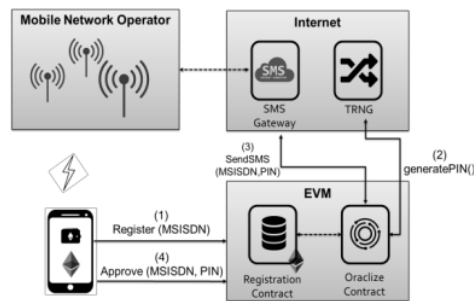 Mobile Network Operator
Internet
SMS
SMS
Gateway
TRNG
(3)
SendSMS
(MSISDN,PIN)
(2)
generatePIN()
EVM
(1)
Register (MSISDN)
(4)
Approve (MSISDN, PIN)
Registration
Contract
Oraclize
Contract